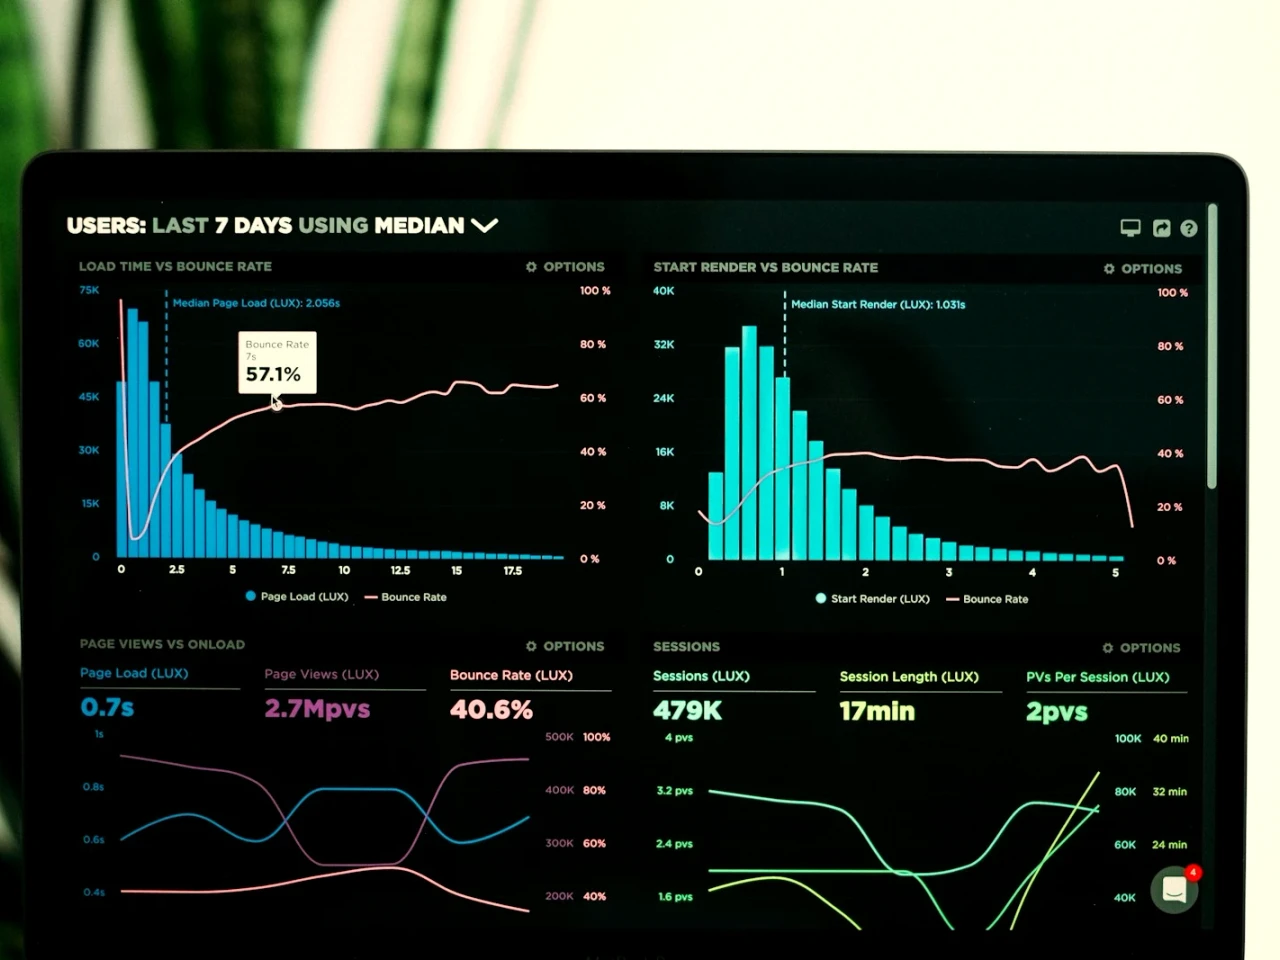 USERS: LAST 7 DAYS USING MEDIAN
LOAD TIME VS BOUNCE RATE
OPTIONS
75K
60K
45K
30K
15K
0
Median Page Load (LUX): 2.056s
Bounce Rate
7s
57.1%
100 %
80 %
60 %
40 %
20 %
0 %
0 2.5 5 7.5 10 12.5 15 17.5
Page Load (LUX) Bounce Rate
START RENDER VS BOUNCE RATE
OPTIONS
40K
32K
24K
16K
8K
0
Median Start Render (LUX): 1.031s
100 %
80 %
60 %
40 %
20 %
0 %
0 1 2 3 4 5
Start Render (LUX) Bounce Rate
PAGE VIEWS VS ONLOAD
OPTIONS
Page Load (LUX) Page Views (LUX) Bounce Rate (LUX)
0.7s 2.7Mpvs 40.6%
1s
0.8s
0.6s
0.4s
500K 100%
400K 80%
300K 60%
200K 40%
SESSIONS
OPTIONS
Sessions (LUX) Session Length (LUX) PVs Per Session (LUX)
479K 17min 2pvs
4 pvs
3.2 pvs
2.4 pvs
1.6 pvs
100K 40 min
80K 32 min
60K 24 min
40K
4